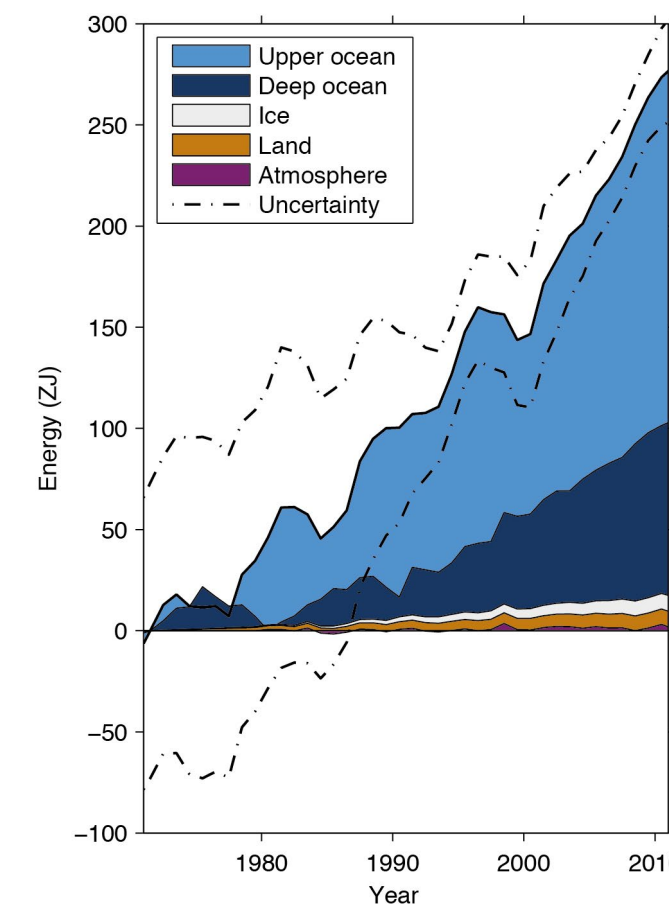 300
250
200
150
100
50
0
−50
−100
Energy (ZJ)
Upper ocean
Deep ocean
Ice
Land
Atmosphere
Uncertainty
1980 1990 2000 201
Year